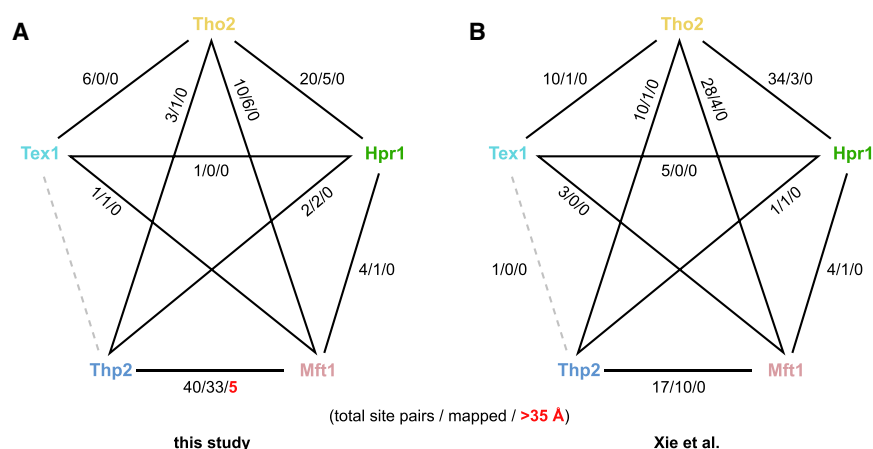 A
Tho2
6/0/0
20/5/0
3/1/0
10/6/0
Tex1
Hpr1
1/0/0
1/1/0
2/2/0
4/1/0
Thp2
Mft1
40/33/5
this study
B
Tho2
10/1/0
34/3/0
10/1/0
28/4/0
Tex1
Hpr1
5/0/0
3/0/0
1/1/0
1/0/0
4/1/0
Thp2
Mft1
17/10/0
Xie et al.
(total site pairs / mapped / >35 Å)